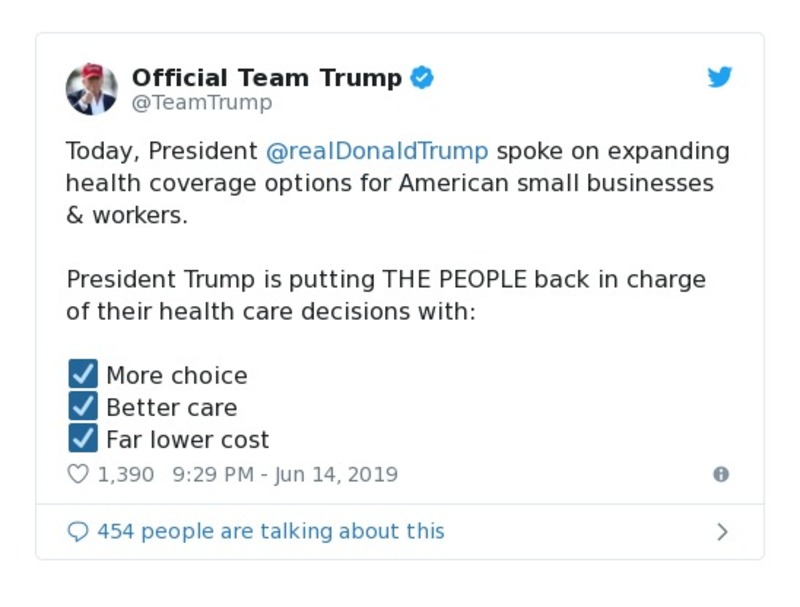 Official Team Trump
@TeamTrump
Today, President @realDonaldTrump spoke on expanding
health coverage options for American small businesses
& workers.
President Trump is putting THE PEOPLE back in charge
of their health care decisions with:
☑ More choice
☑ Better care
☑ Far lower cost
1,390 9:29 PM - Jun 14, 2019
454 people are talking about this